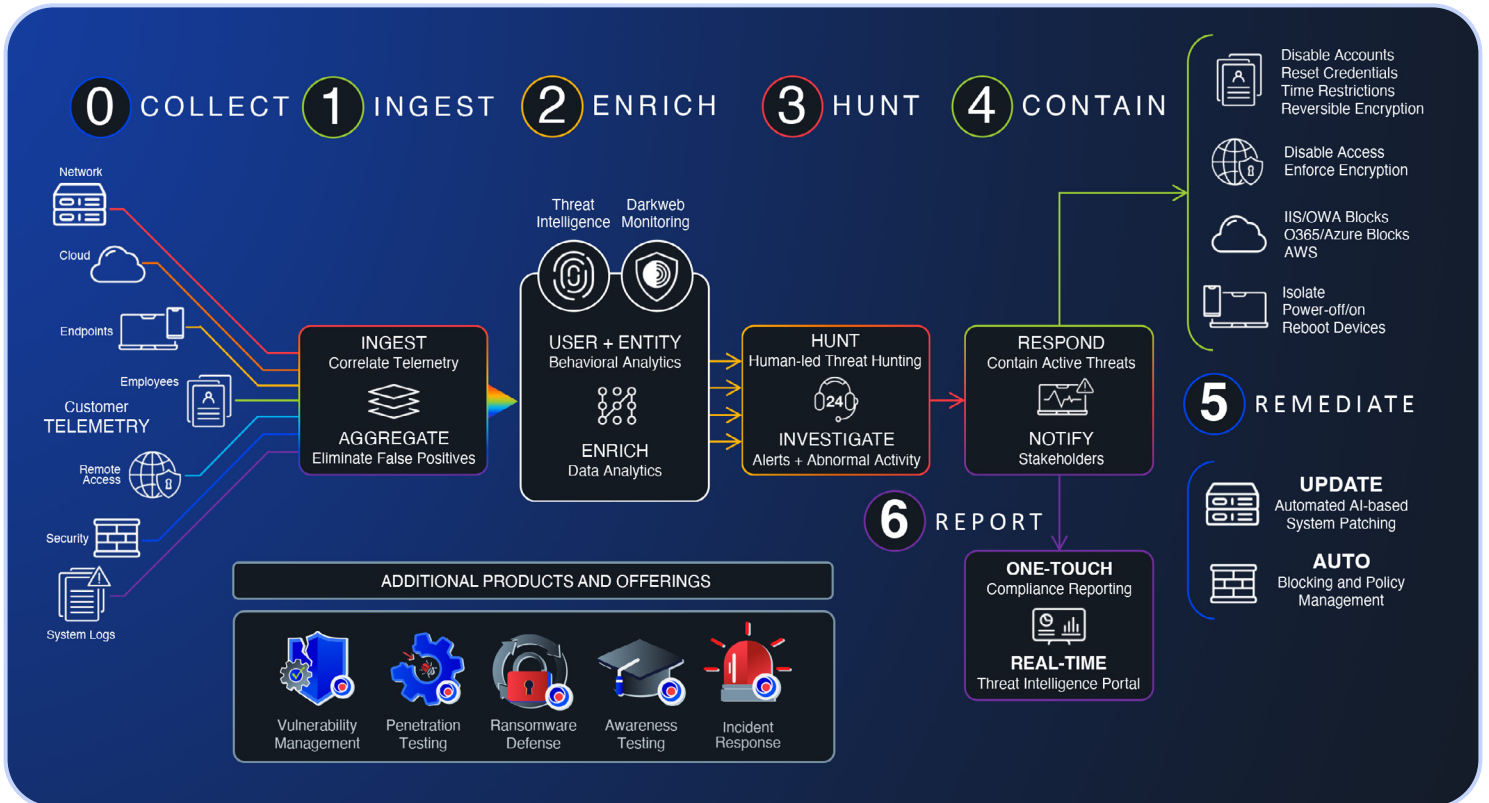 0 COLLECT
1 INGEST
2 ENRICH
3 HUNT
4 CONTAIN
Network
Cloud
Endpoints
Employees
Customer
TELEMETRY
Remote
Access
Security
System Logs
INGEST
Correlate Telemetry
AGGREGATE
Eliminate False Positives
Threat
Intelligence
Darkweb
Monitoring
USER + ENTITY
Behavioral Analytics
ENRICH
Data Analytics
HUNT
Human-led Threat Hunting
24
INVESTIGATE
Alerts + Abnormal Activity
RESPOND
Contain Active Threats
NOTIFY
Stakeholders
Disable Accounts
Reset Credentials
Time Restrictions
Reversible Encryption
Disable Access
Enforce Encryption
IIS/OWA Blocks
O365/Azure Blocks
AWS
Isolate
Power-off/on
Reboot Devices
5 REMEDIATE
UPDATE
Automated AI-based
System Patching
AUTO
Blocking and Policy
Management
6 REPORT
ONE-TOUCH
Compliance Reporting
REAL-TIME
Threat Intelligence Portal
ADDITIONAL PRODUCTS AND OFFERINGS
Vulnerability
Management
Penetration
Testing
Ransomware
Defense
Awareness
Testing
Incident
Response